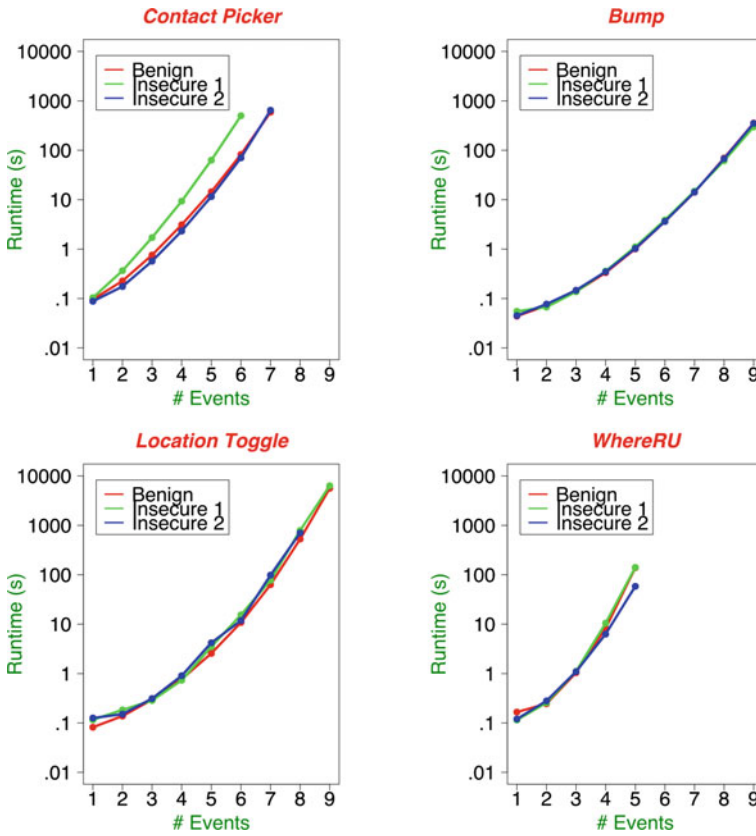 Contact Picker
10000
1000
100
10
1
.1
.01
Runtime (s)
Benign
Insecure 1
Insecure 2
1 2 3 4 5 6 7 8 9
# Events
Bump
10000
1000
100
10
1
.1
.01
Runtime (s)
Benign
Insecure 1
Insecure 2
1 2 3 4 5 6 7 8 9
# Events
Location Toggle
10000
1000
100
10
1
.1
.01
Runtime (s)
Benign
Insecure 1
Insecure 2
1 2 3 4 5 6 7 8 9
# Events
WhereRU
10000
1000
100
10
1
.1
.01
Runtime (s)
Benign
Insecure 1
Insecure 2
1 2 3 4 5 6 7 8 9
# Events